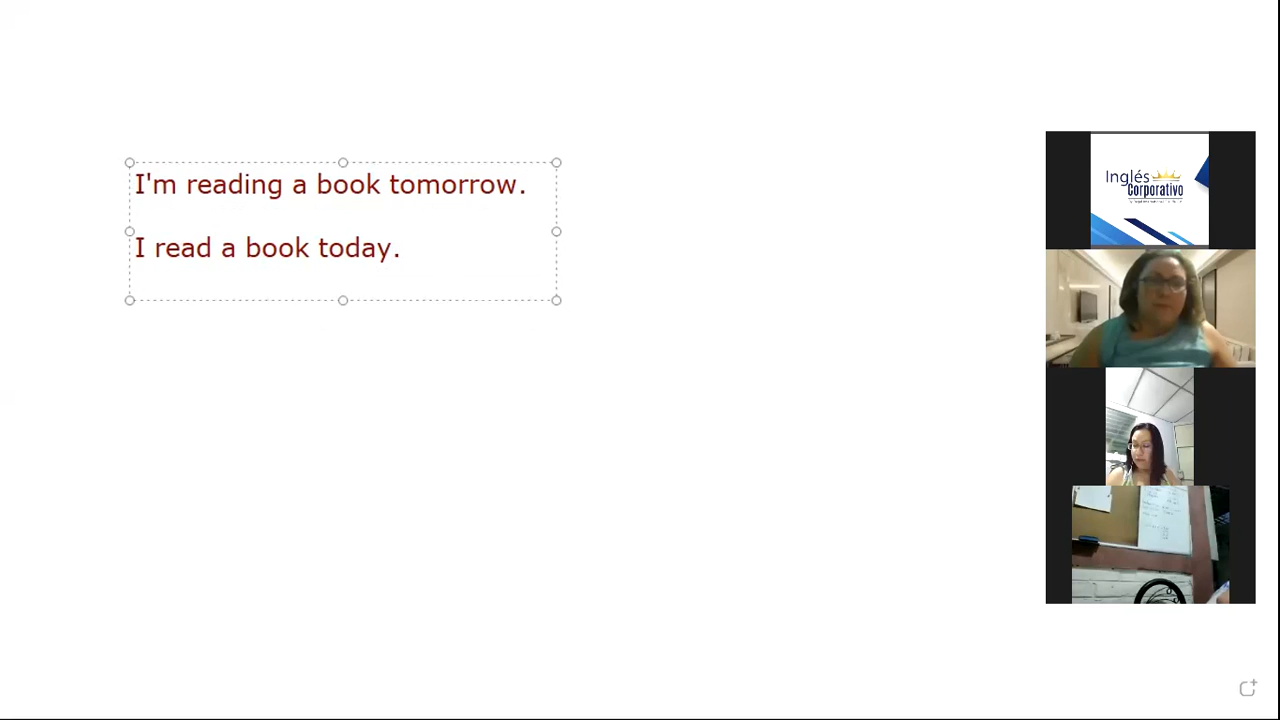 I'm reading a book tomorrow.
I read a book today.
Inglés
Corporativo